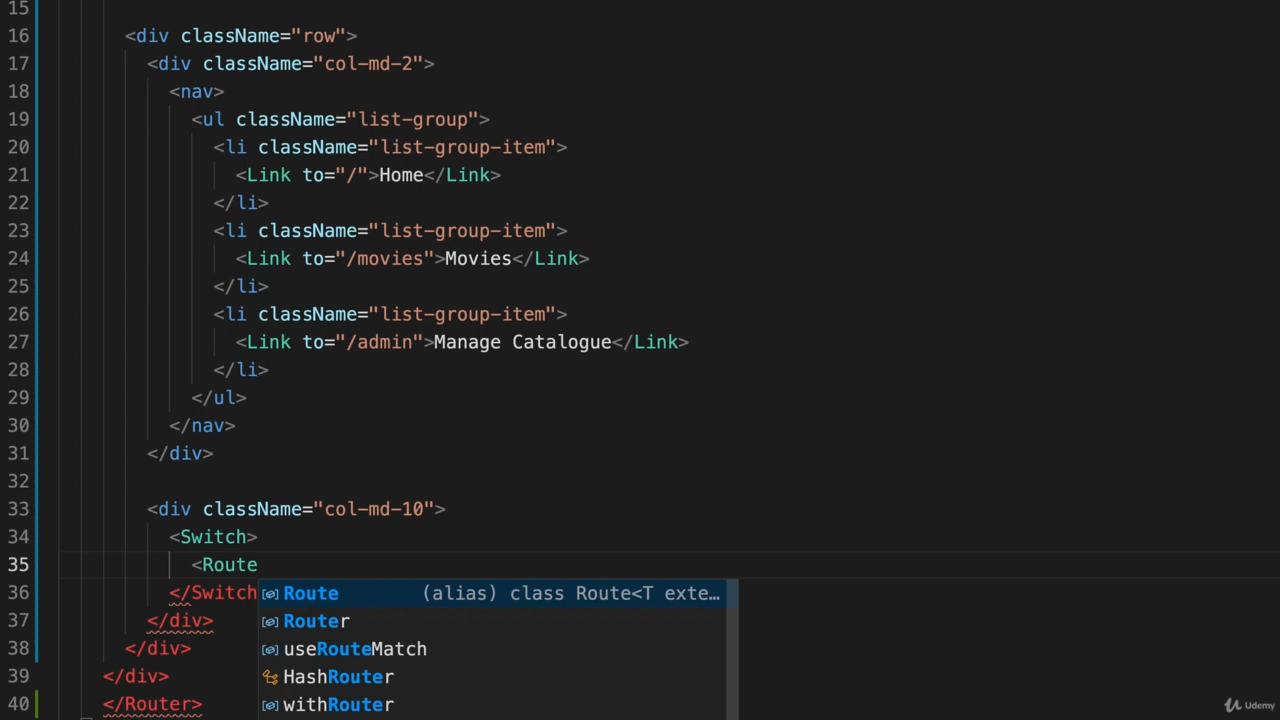 15
16 <div className="row">
17 <div className="col-md-2">
18 <nav>
19 <ul className="list-group">
20 <li className="list-group-item">
21 <Link to="/">Home</Link>
22 </li>
23 <li className="list-group-item">
24 <Link to="/movies">Movies</Link>
25 </li>
26 <li className="list-group-item">
27 <Link to="/admin">Manage Catalogue</Link>
28 </li>
29 </ul>
30 </nav>
31 </div>
32
33 <div className="col-md-10">
34 <Switch>
35 <Route
36 </Switch Route (alias) class Route<T exte…
37 </div> Router
38 </div> useRouteMatch
39 </div> HashRouter
40 </Router> withRouter
Udemy